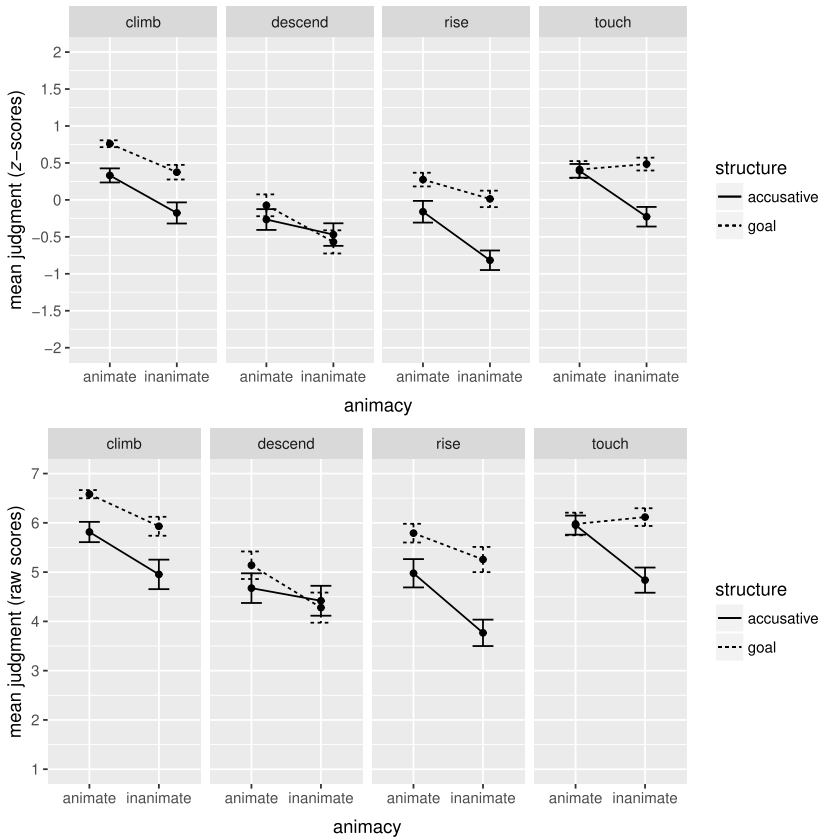 climb descend rise touch
2
1.5
1
0.5
0
−0.5
−1
−1.5
−2
mean judgment (z−scores)
animate inanimate animate inanimate animate inanimate animate inanimate
animacy
structure
accusative
goal
climb descend rise touch
7
6
5
4
3
2
1
mean judgment (raw scores)
animate inanimate animate inanimate animate inanimate animate inanimate
animacy
structure
accusative
goal